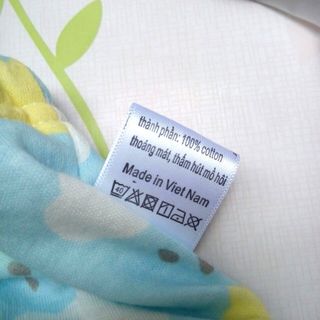 thành phần: 100% cotton
thoáng mát, thấm hút mồ hôi
Made in Viet Nam
40